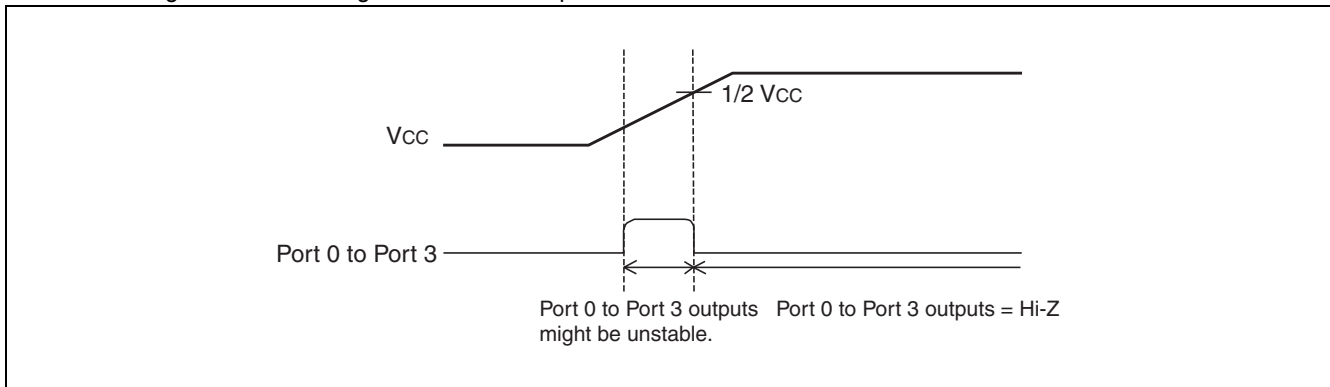 1/2 VCC
VCC
Port 0 to Port 3
Port 0 to Port 3 outputs might be unstable.
Port 0 to Port 3 outputs = Hi-Z